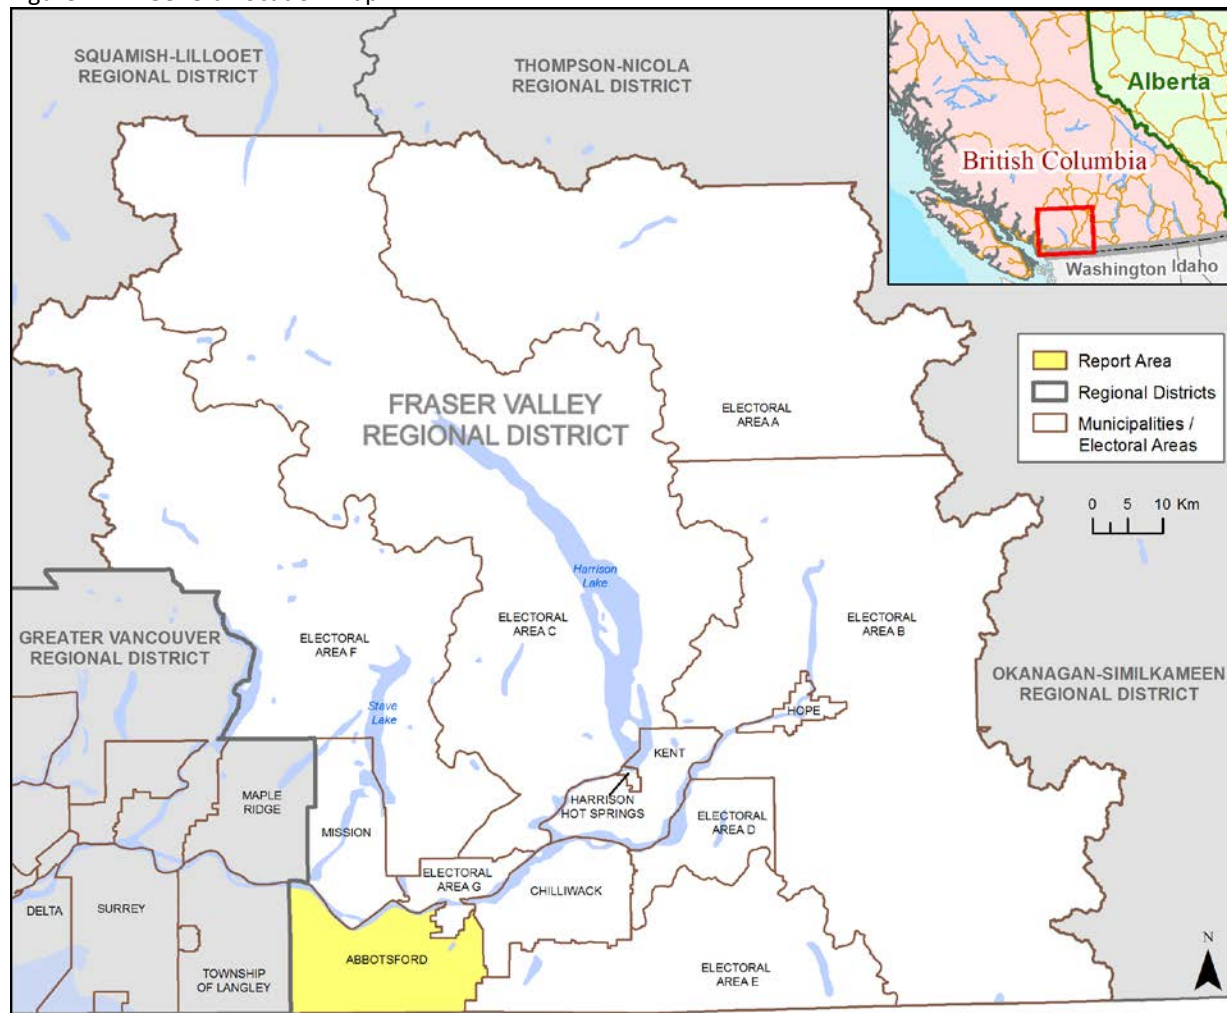 SQUAMISH-LILLOOET
REGIONAL DISTRICT
THOMPSON-NICOLA
REGIONAL DISTRICT
Alberta
British Columbia
Washington
Idaho
Report Area
Regional Districts
Municipalities /
Electoral Areas
0 5 10 Km
FRASER VALLEY
REGIONAL DISTRICT
ELECTORAL
AREA A
Harrison
Lake
ELECTORAL
AREA C
ELECTORAL
AREA B
ELECTORAL
AREA F
GREATER VANCOUVER
REGIONAL DISTRICT
OKANAGAN-SIMILKAMEEN
REGIONAL DISTRICT
Stave
Lake
HOPE
KENT
MAPLE
RIDGE
HARRISON
HOT SPRINGS
ELECTORAL
AREA D
MISSION
ELECTORAL
AREA G
CHILLIWACK
DELTA
SURREY
ABBOTSFORD
TOWNSHIP
OF LANGLEY
ELECTORAL
AREA E
N